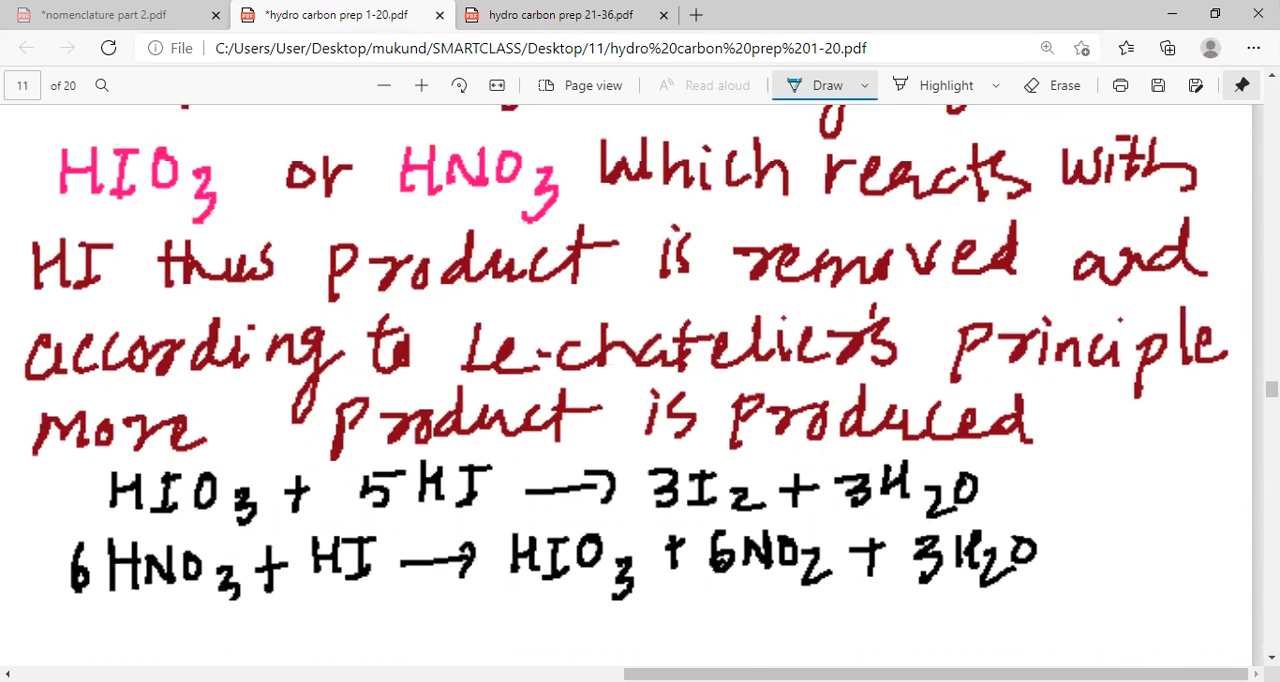 *nomenclature part 2.pdf
*hydro carbon prep 1-20.pdf
hydro carbon prep 21-36.pdf
File
C:/Users/User/Desktop/mukund/SMARTCLASS/Desktop/11/hydro%20carbon%20prep%201-20.pdf
11 of 20
Page view
Read aloud
Draw
Highlight
Erase
HIO3 or HNO3 which reacts with
HI thus product is removed and
according to Le-chatelier's principle
more product is produced
HIO3 + 5HI → 3I2 + 3H2O
6HNO3 + HI → HIO3 + 6NO2 + 3H2O